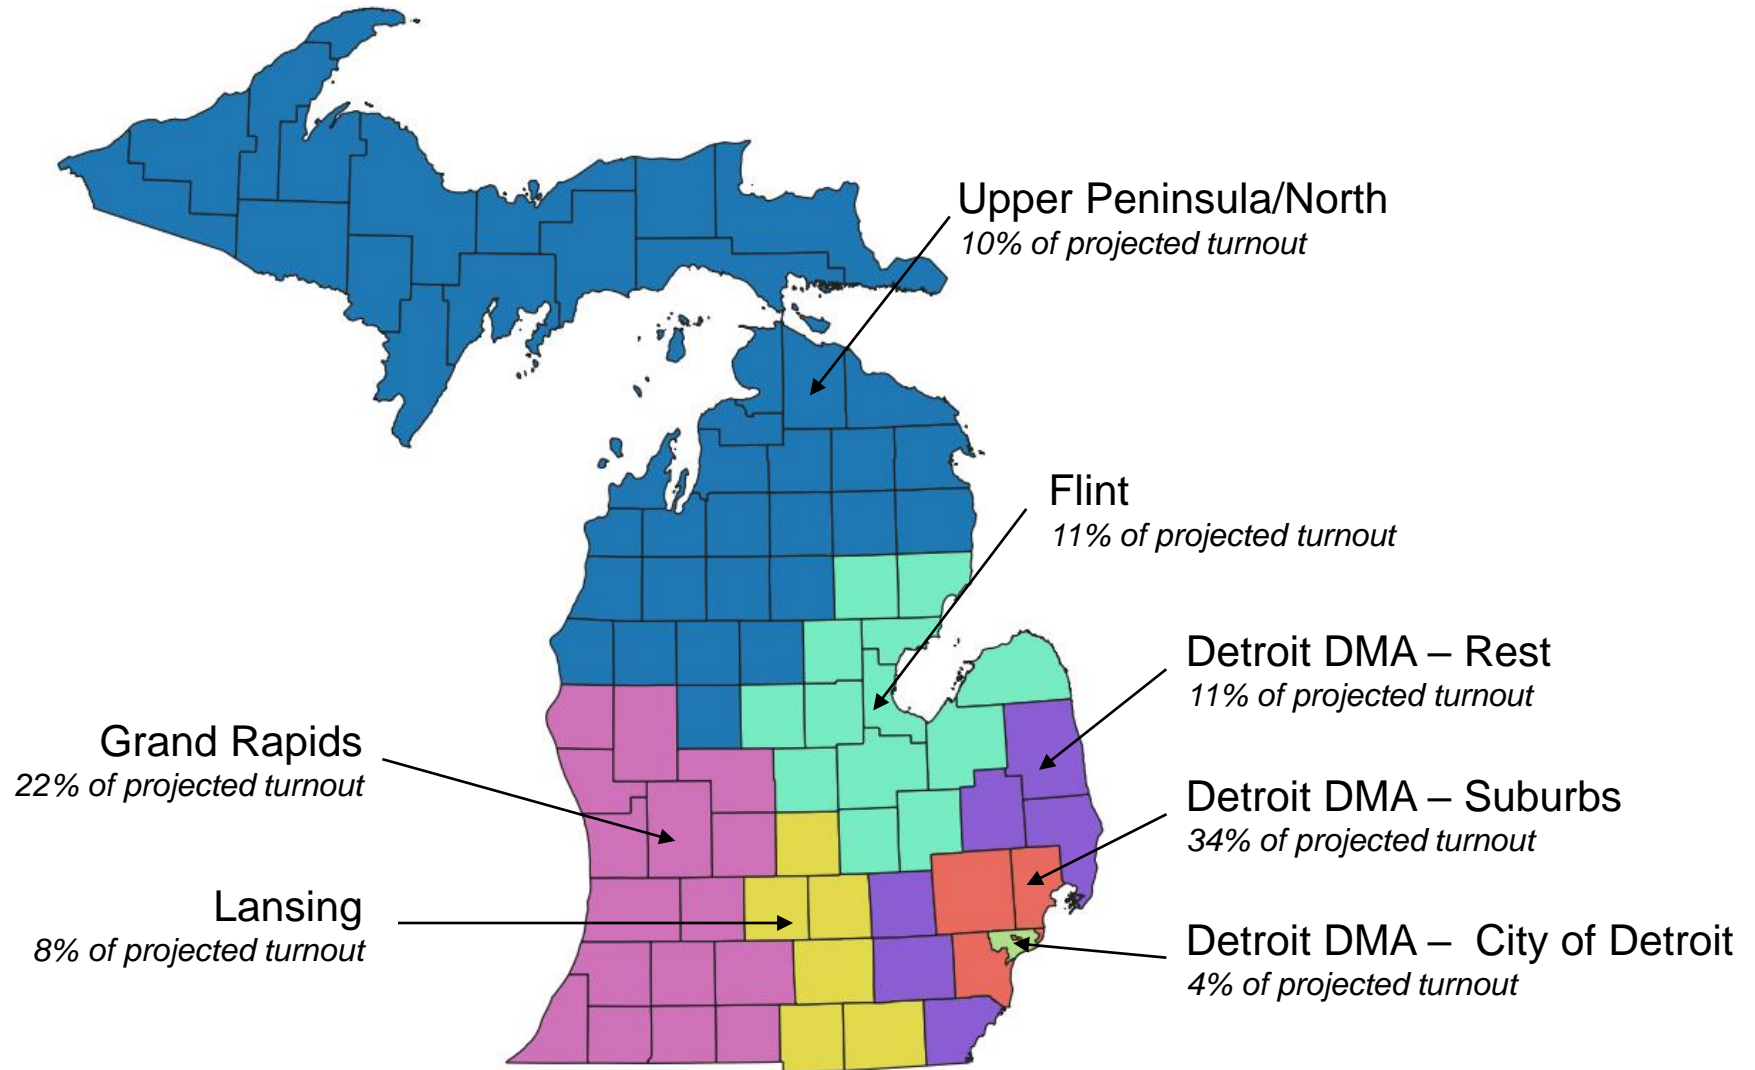 Upper Peninsula/North
10% of projected turnout
Flint
11% of projected turnout
Detroit DMA – Rest
11% of projected turnout
Grand Rapids
22% of projected turnout
Detroit DMA – Suburbs
34% of projected turnout
Lansing
8% of projected turnout
Detroit DMA – City of Detroit
4% of projected turnout